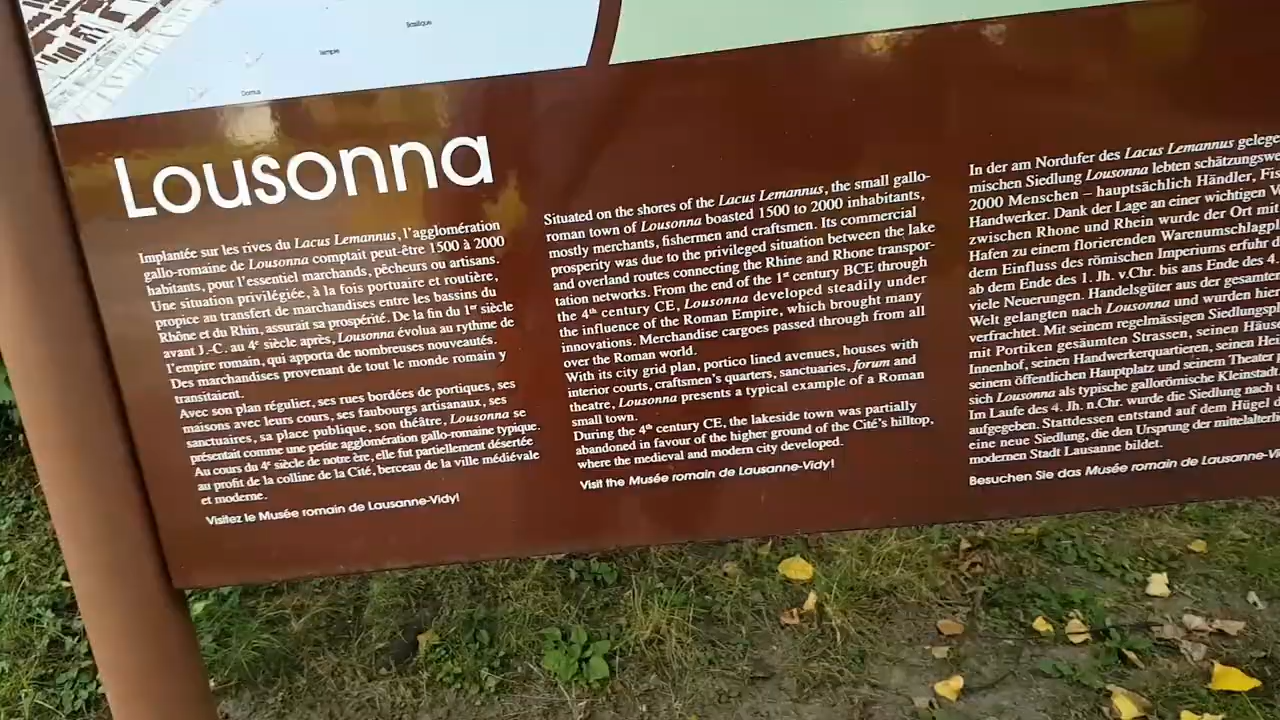 Basilique
Temple
Domus
Lousonna
Implantée sur les rives du Lacus Lemannus, l'agglomération
gallo-romaine de Lousonna comptait peut-être 1500 à 2000
habitants, pour l'essentiel marchands, pêcheurs ou artisans.
Une situation privilégiée, à la fois portuaire et routière,
propice au transfert de marchandises entre les bassins du
Rhône et du Rhin, assurait sa prospérité. De la fin du 1er siècle
avant J.-C. au 4e siècle après, Lousonna évolua au rythme de
l'empire romain, qui apporta de nombreuses nouveautés.
Des marchandises provenant de tout le monde romain y
transitaient.
Avec son plan régulier, ses rues bordées de portiques, ses
maisons avec leurs cours, ses faubourgs artisanaux, ses
sanctuaires, sa place publique, son théâtre, Lousonna se
présentait comme une petite agglomération gallo-romaine typique.
Au cours du 4e siècle de notre ère, elle fut partiellement désertée
au profit de la colline de la Cité, berceau de la ville médiévale
et moderne.
Visitez le Musée romain de Lausanne-Vidy!
Situated on the shores of the Lacus Lemannus, the small gallo-
roman town of Lousonna boasted 1500 to 2000 inhabitants,
mostly merchants, fishermen and craftsmen. Its commercial
prosperity was due to the privileged situation between the lake
and overland routes connecting the Rhine and Rhone transpor-
tation networks. From the end of the 1st century BCE through
the 4th century CE, Lousonna developed steadily under
the influence of the Roman Empire, which brought many
innovations. Merchandise cargoes passed through from all
over the Roman world.
With its city grid plan, portico lined avenues, houses with
interior courts, craftsmen's quarters, sanctuaries, forum and
theatre, Lousonna presents a typical example of a Roman
small town.
During the 4th century CE, the lakeside town was partially
abandoned in favour of the higher ground of the Cité's hilltop,
where the medieval and modern city developed.
Visit the Musée romain de Lausanne-Vidy!
In der am Nordufer des Lacus Lemannus gelege
mischen Siedlung Lousonna lebten schätzungswe
2000 Menschen – hauptsächlich Händler, Fis
Handwerker. Dank der Lage an einer wichtigen V
zwischen Rhone und Rhein wurde der Ort mit
Hafen zu einem florierenden Warenumschlagpl
dem Einfluss des römischen Imperiums erfuhr d
ab dem Ende des 1. Jh. v.Chr. bis ans Ende des 4.
viele Neuerungen. Handelsgüter aus der gesamten
Welt gelangten nach Lousonna und wurden hier
verfrachtet. Mit seinem regelmässigen Siedlungspl
mit Portiken gesäumten Strassen, seinen Häus
Innenhof, seinen Handwerkerquartieren, seinen Hei
seinem öffentlichen Hauptplatz und seinem Theater
sich Lousonna als typische gallorömische Kleinstadt.
Im Laufe des 4. Jh. n.Chr. wurde die Siedlung nach
aufgegeben. Stattdessen entstand auf dem Hügel d
eine neue Siedlung, die den Ursprung der mittelalterl
modernen Stadt Lausanne bildet.
Besuchen Sie das Musée romain de Lausanne-Vi